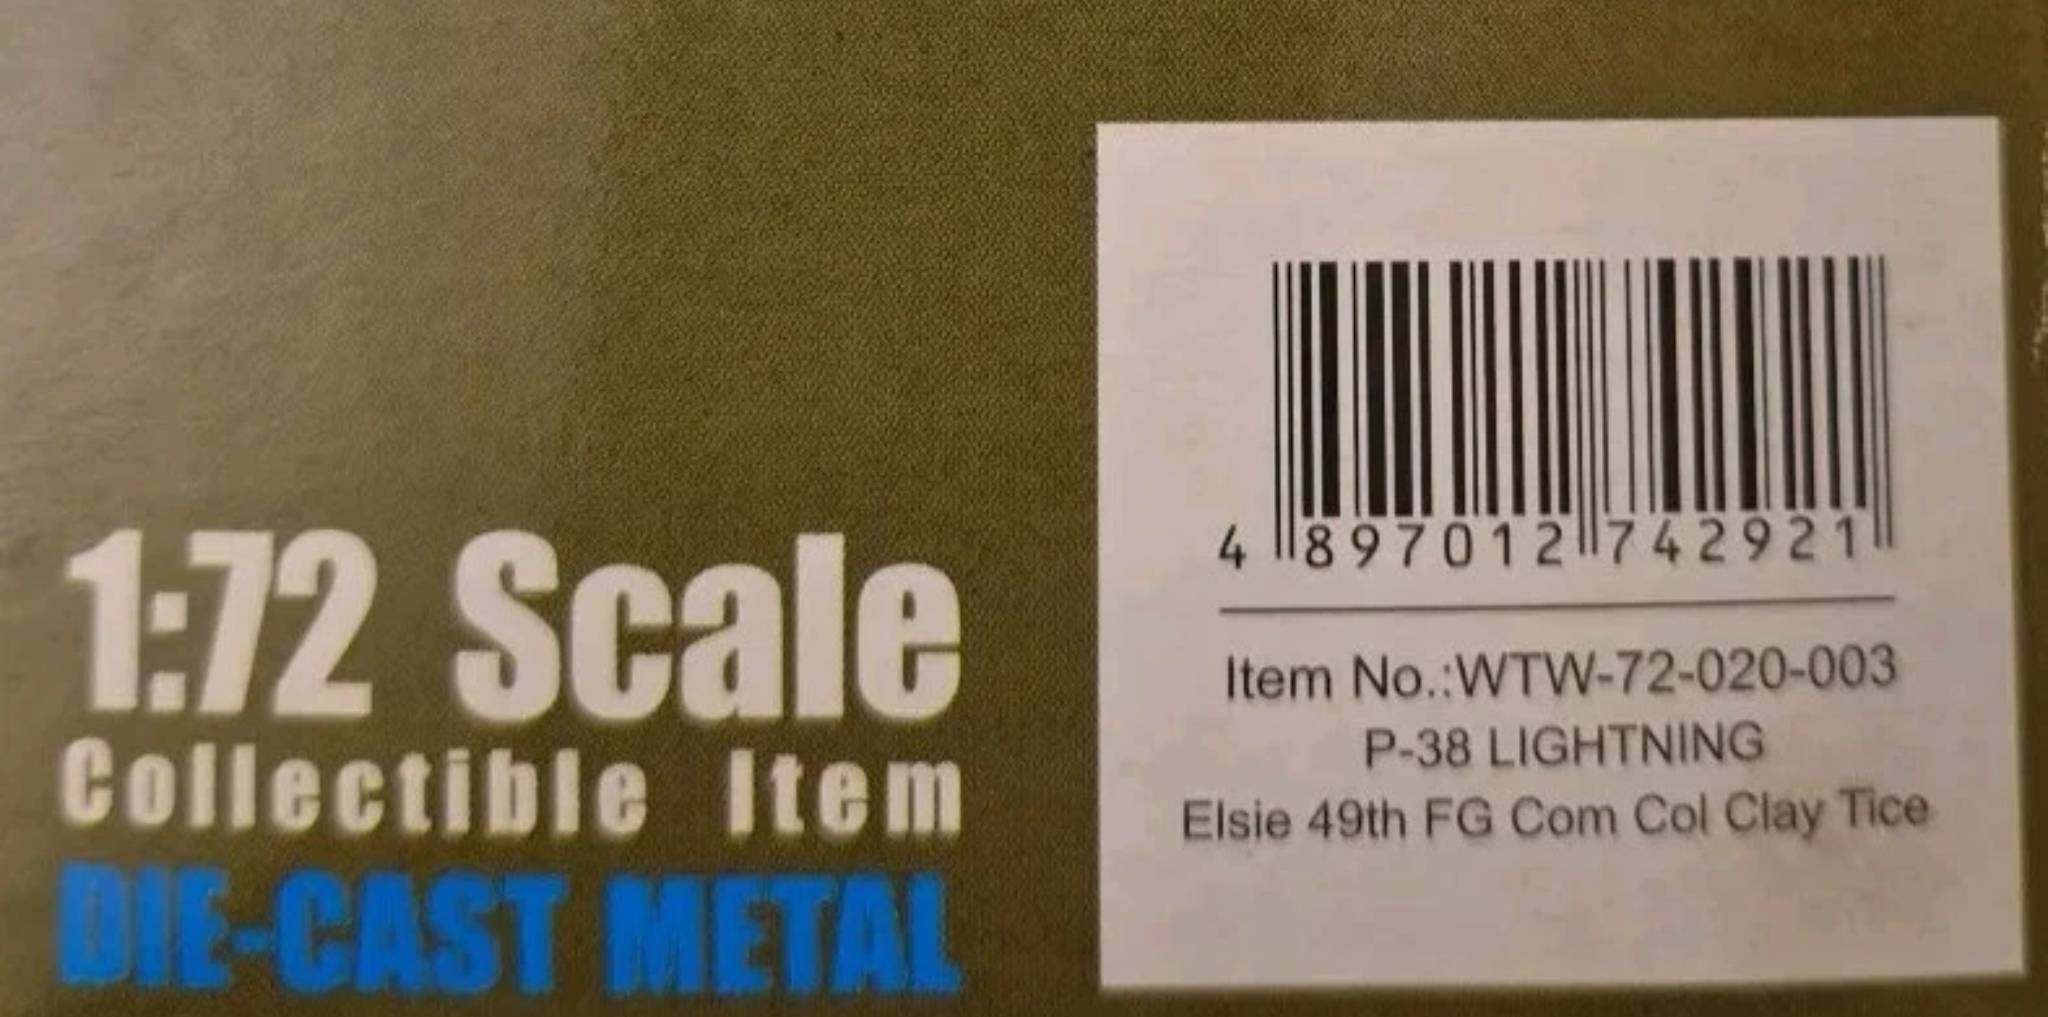 1:72 Scale
Collectible Item
DIE-CAST METAL
4 897012 742921
Item No.:WTW-72-020-003
P-38 LIGHTNING
Elsie 49th FG Com Col Clay Tice